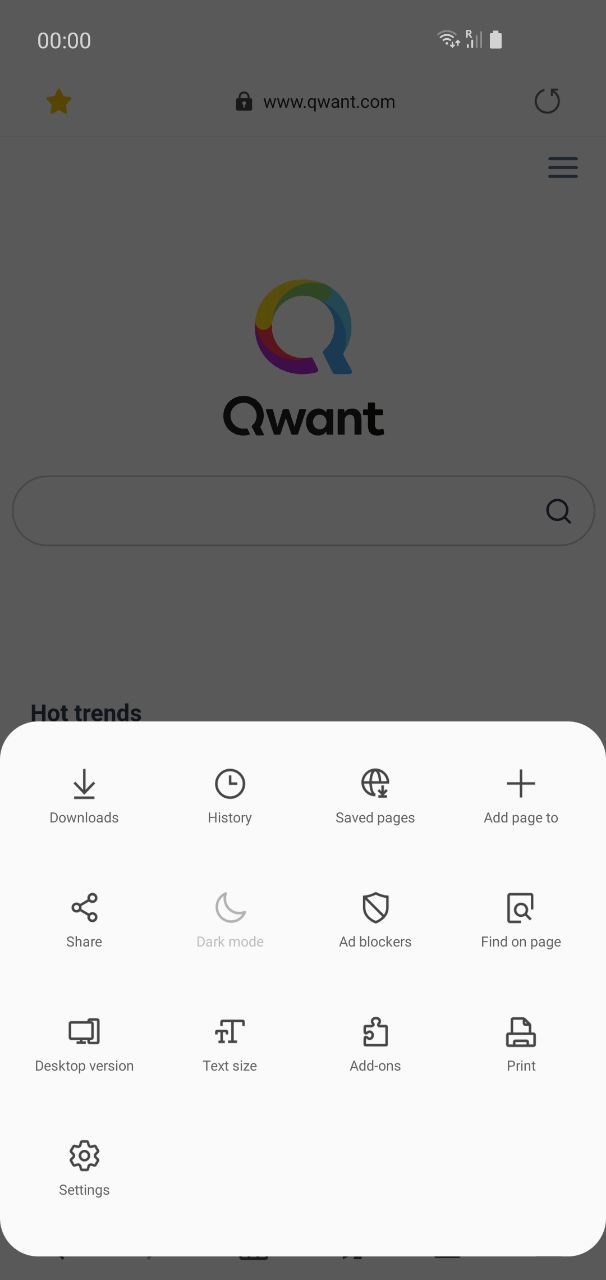 00:00
R
www.qwant.com
Qwant
Hot trends
Downloads
History
Saved pages
Add page to
Share
Dark mode
Ad blockers
Find on page
Desktop version
Text size
Add-ons
Print
Settings